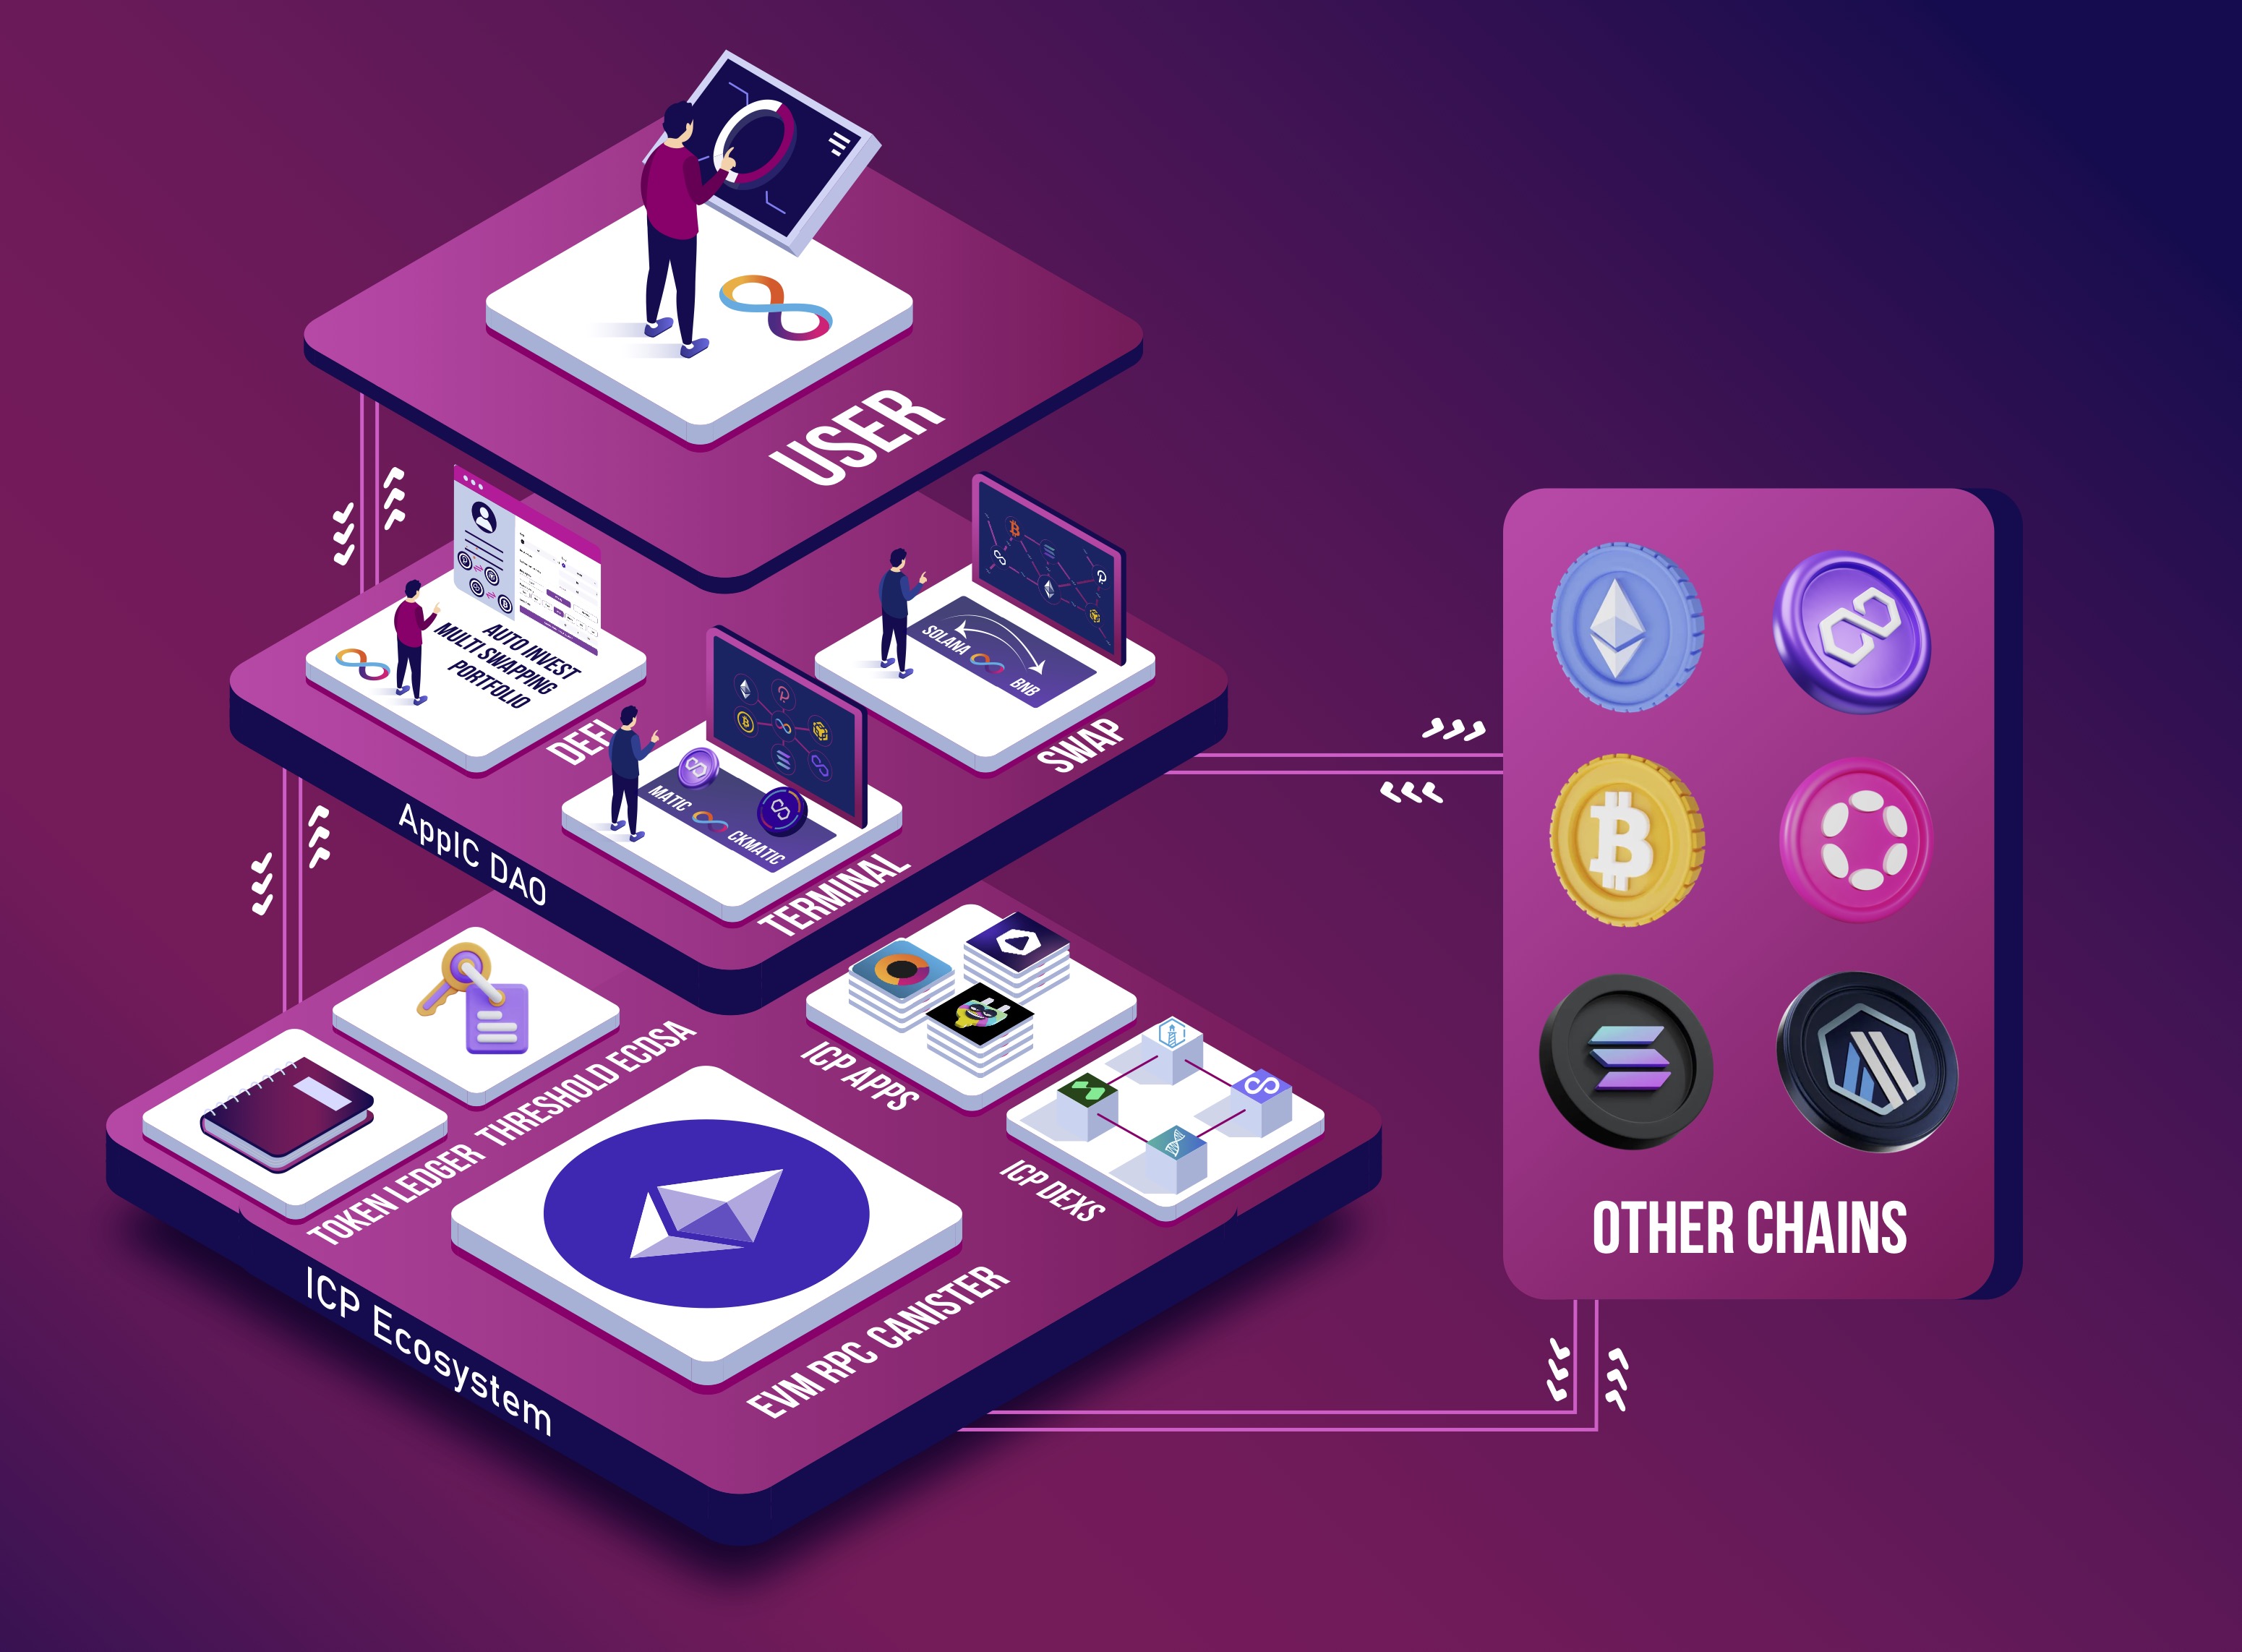 USER
AUTO INVEST
MULTI SWAPPING
PORTFOLIO
DEFI
SOLANA
BNB
SWAP
MATIC
CKMATIC
TERMINAL
AppIC DAO
TOKEN LEDGER
THRESHOLD ECDSA
ICP APPS
ICP DEXS
EVM RPC CANISTER
ICP Ecosystem
OTHER CHAINS